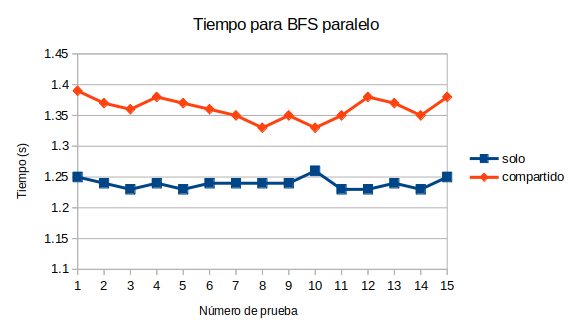 Tiempo para BFS paralelo
1.45
1.4
1.35
1.3
1.25
1.2
1.15
1.1
Tiempo (s)
1 2 3 4 5 6 7 8 9 10 11 12 13 14 15
Número de prueba
solo
compartido